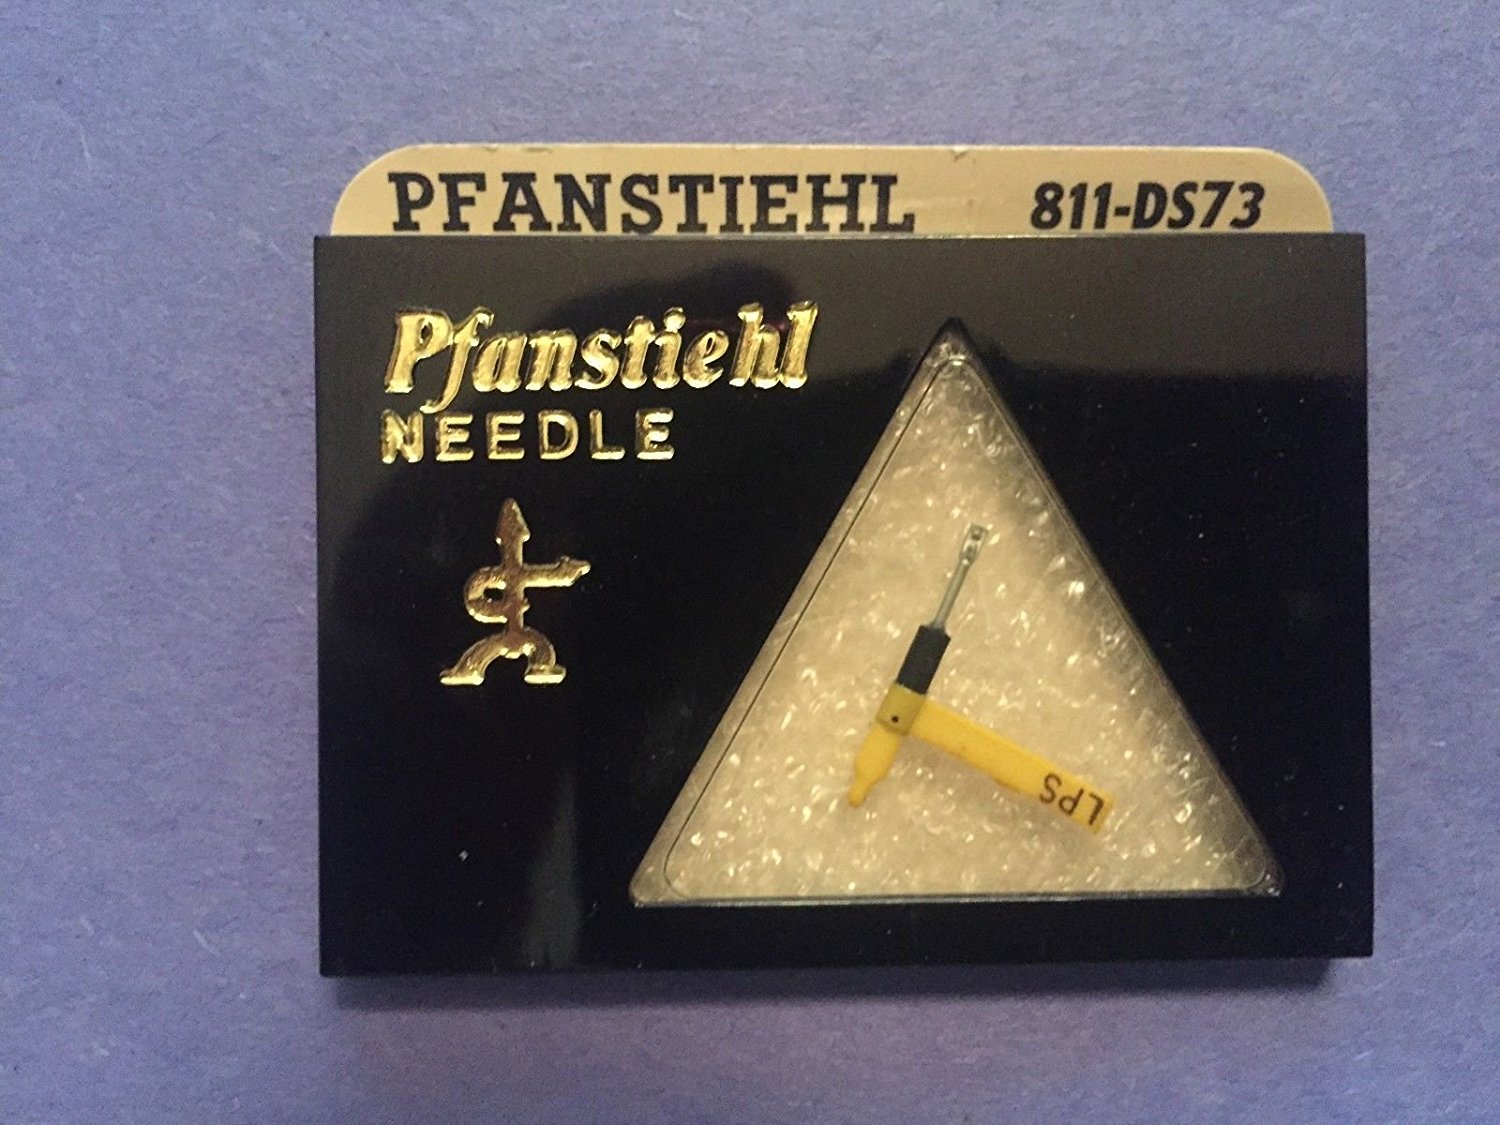 PFANSTIEHL 811-DS73
Pfanstiehl
NEEDLE
LPS